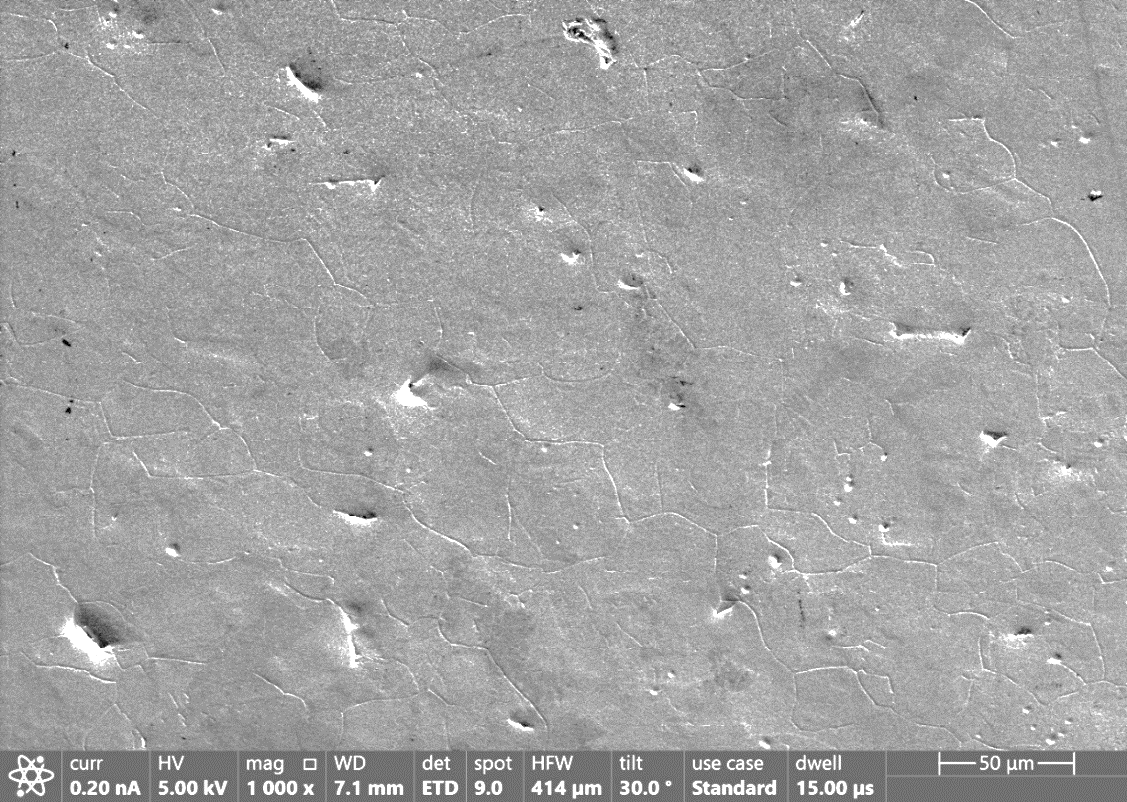 curr HV mag □ WD det spot HFW tilt use case dwell 50 µm
0.20 nA 5.00 kV 1 000 x 7.1 mm ETD 9.0 414 µm 30.0 ° Standard 15.00 µs